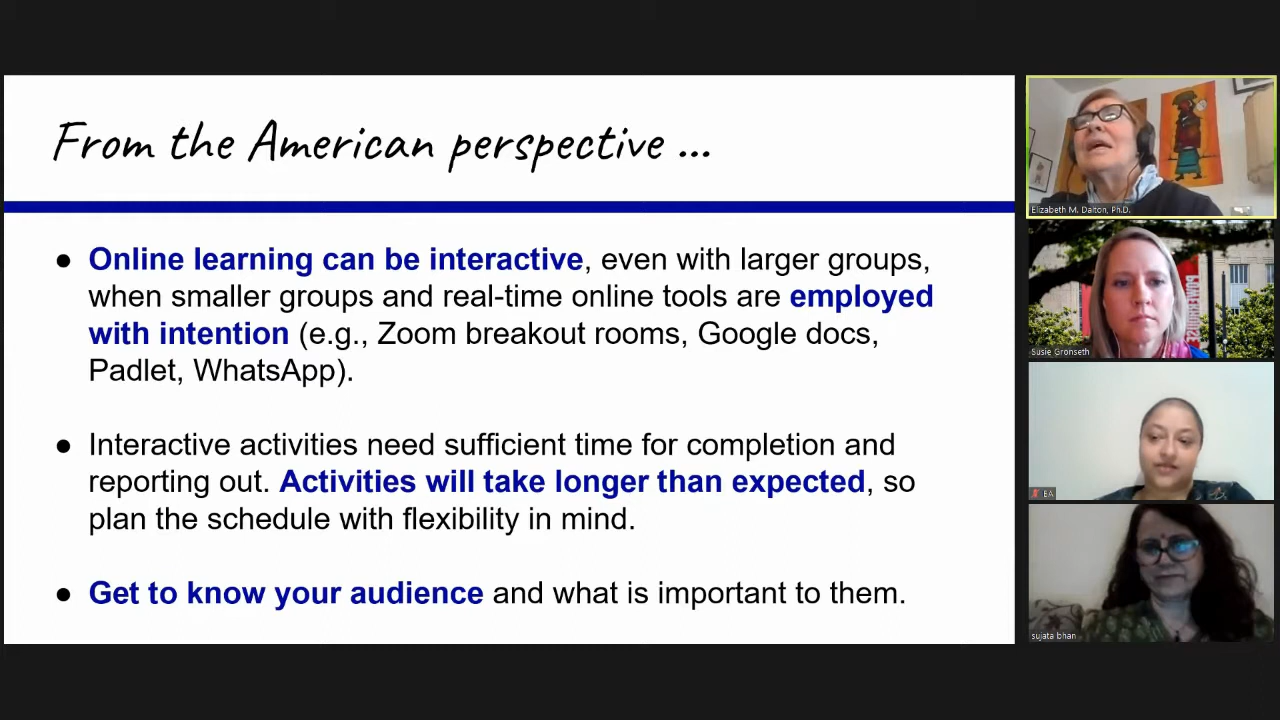 From the American perspective ...
● Online learning can be interactive, even with larger groups,
when smaller groups and real-time online tools are employed
with intention (e.g., Zoom breakout rooms, Google docs,
Padlet, WhatsApp).
● Interactive activities need sufficient time for completion and
reporting out. Activities will take longer than expected, so
plan the schedule with flexibility in mind.
● Get to know your audience and what is important to them.
Elizabeth M. Dalton, Ph.D.
Susie Gronseth
EA
sujata bhan